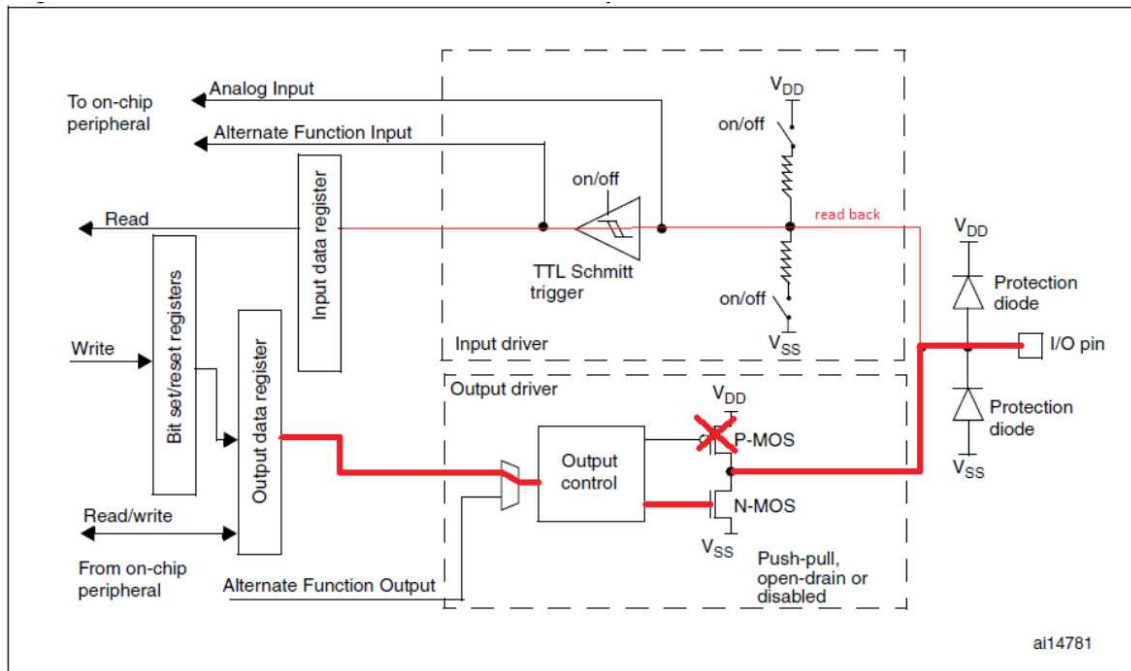 Analog Input
To on-chip
peripheral
Alternate Function Input
Read
Write
Bit set/reset registers
Input data register
Output data register
Read/write
From on-chip
peripheral
Alternate Function Output
on/off
TTL Schmitt
trigger
VDD
on/off
read back
on/off
VSS
Input driver
Output driver
Output
control
VDD
P-MOS
N-MOS
VSS
Push-pull,
open-drain or
disabled
VDD
Protection
diode
I/O pin
Protection
diode
VSS
ai14781